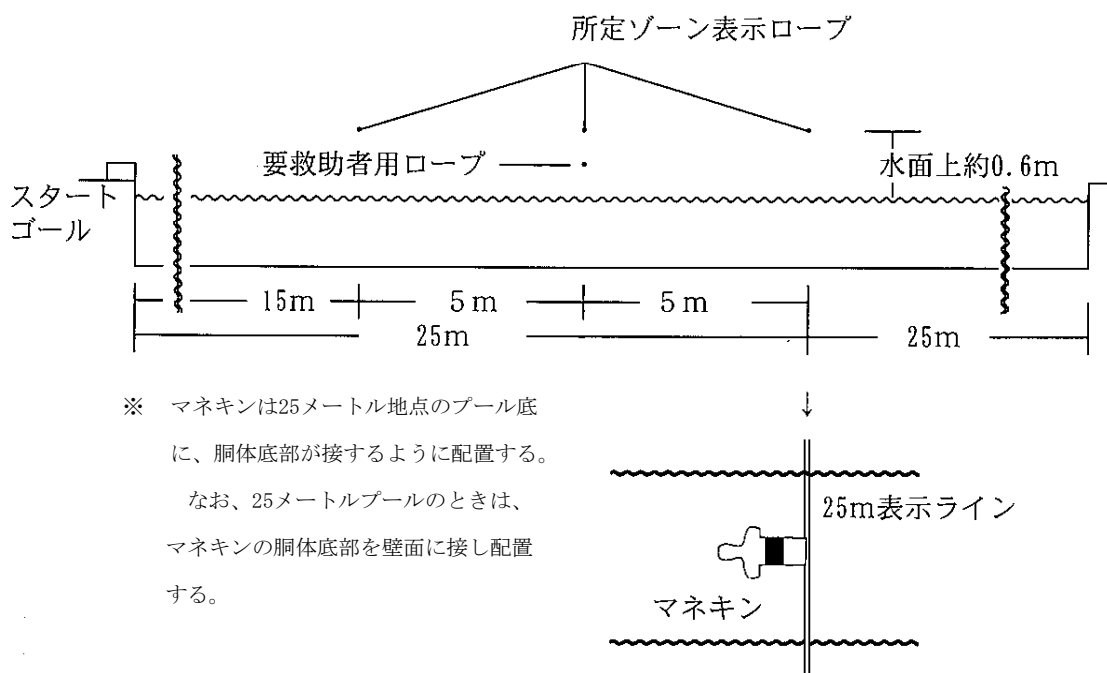 所定ゾーン表示ロープ
要救助者用ロープ
水面上約0.6m
スタート
ゴール
15m
5m
5m
25m
25m
※ マネキンは25メートル地点のプール底
に、胴体底部が接するように配置する。
なお、25メートルプールのときは、
マネキンの胴体底部を壁面に接し配置
する。
↓
25m表示ライン
マネキン